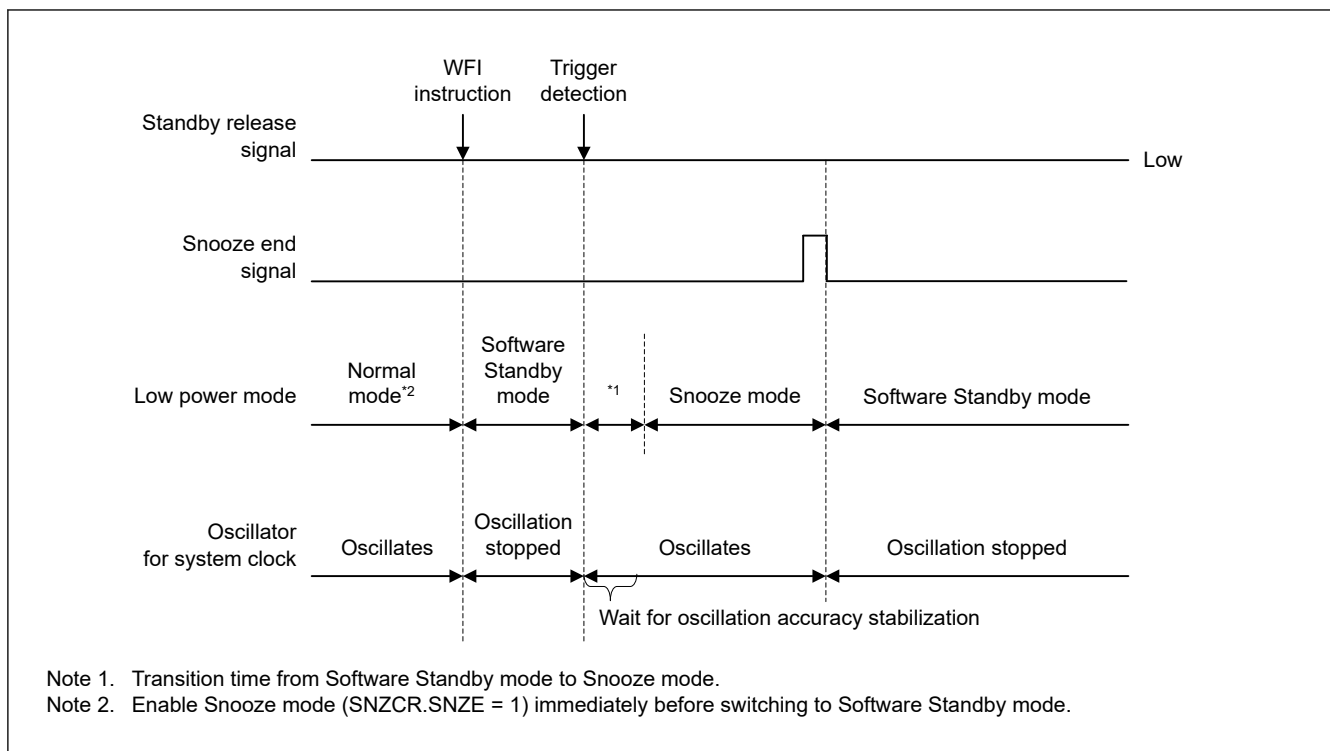 WFI
instruction
Trigger
detection
Standby release
signal
Low
Snooze end
signal
Low power mode
Normal
mode*2
Software
Standby
mode
*1
Snooze mode
Software Standby mode
Oscillator
for system clock
Oscillates
Oscillation
stopped
Oscillates
Oscillation stopped
Wait for oscillation accuracy stabilization
Note 1. Transition time from Software Standby mode to Snooze mode.
Note 2. Enable Snooze mode (SNZCR.SNZE = 1) immediately before switching to Software Standby mode.